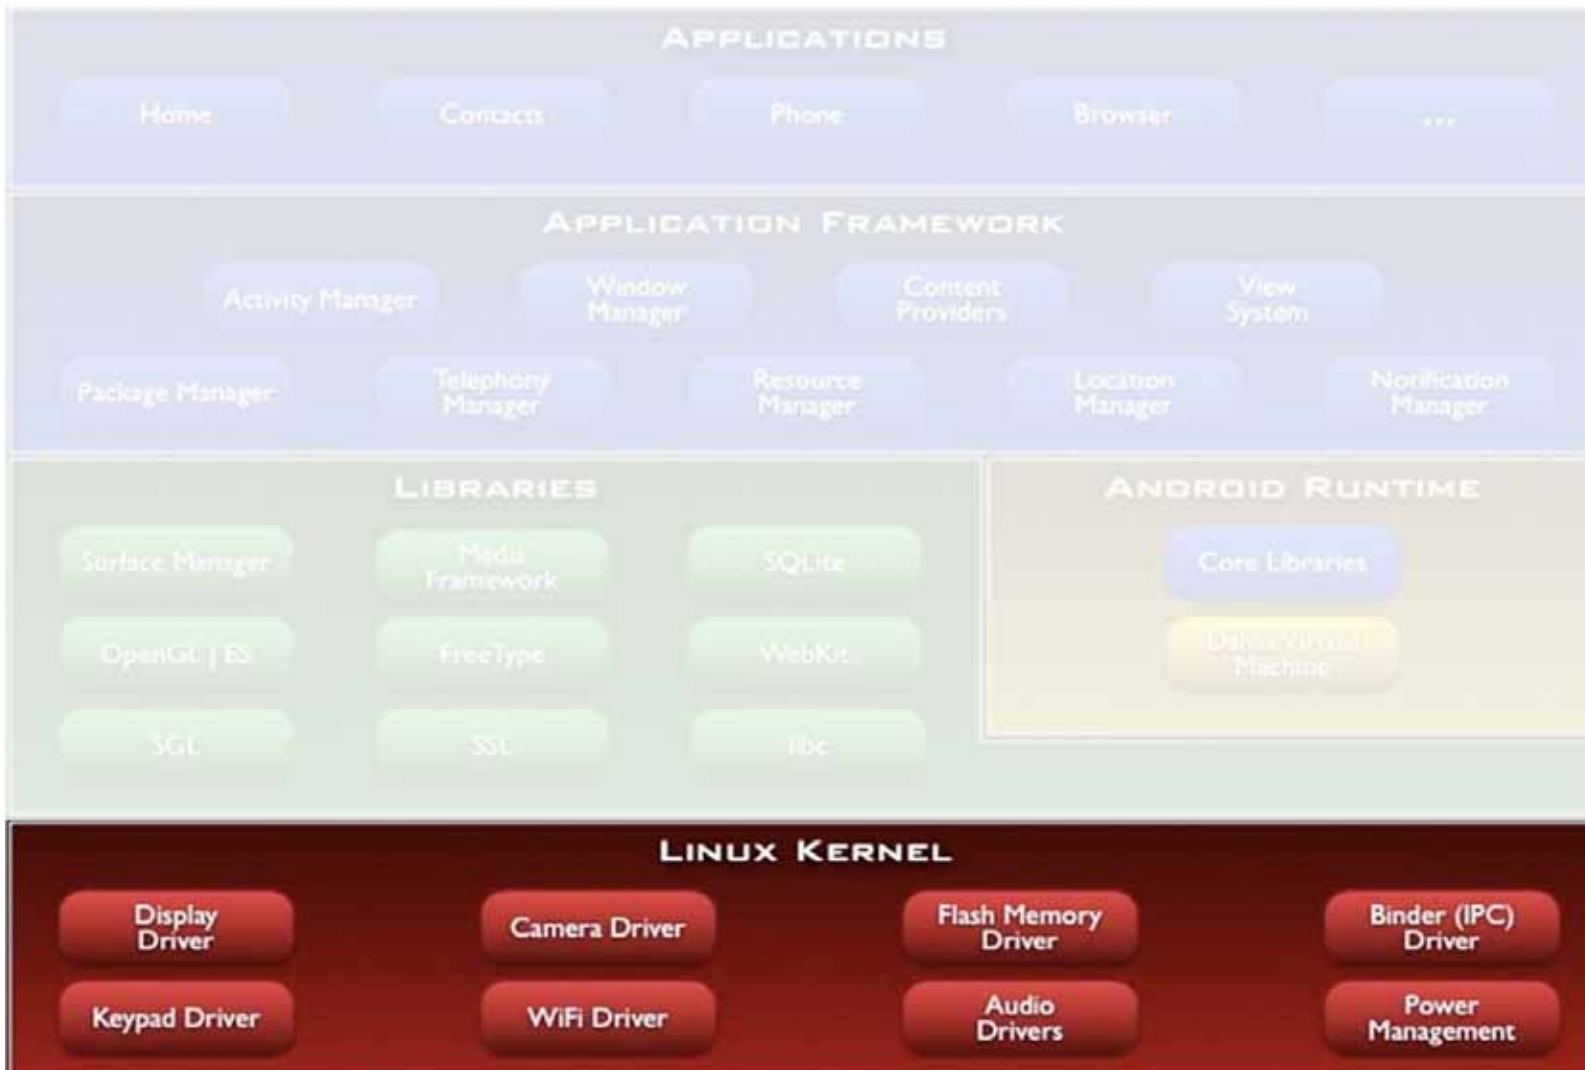 APPLICATIONS
Home
Contacts
Phone
Browser
...
APPLICATION FRAMEWORK
Activity Manager
Window
Manager
Content
Providers
View
System
Package Manager
Telephony
Manager
Resource
Manager
Location
Manager
Notification
Manager
LIBRARIES
Surface Manager
Media
Framework
SQLite
OpenGL | ES
FreeType
WebKit
SGL
SSL
libc
ANDROID RUNTIME
Core Libraries
Dalvik Virtual
Machine
LINUX KERNEL
Display
Driver
Camera Driver
Flash Memory
Driver
Binder (IPC)
Driver
Keypad Driver
WiFi Driver
Audio
Drivers
Power
Management